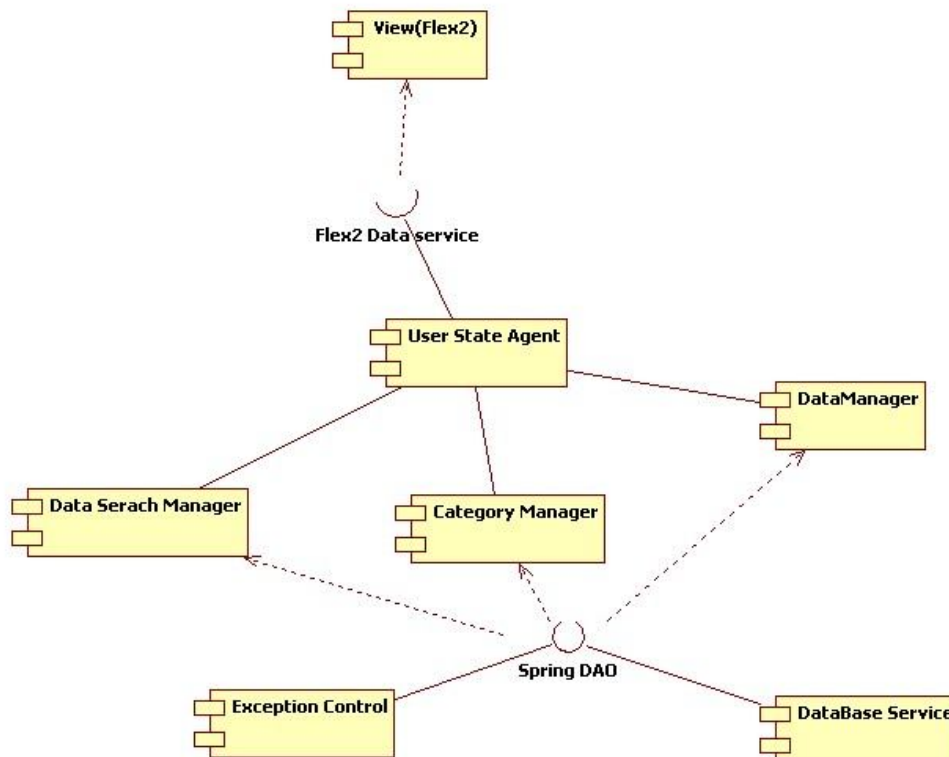 View(Flex2)
Flex2 Data service
User State Agent
DataManager
Data Serach Manager
Category Manager
Spring DAO
Exception Control
DataBase Service